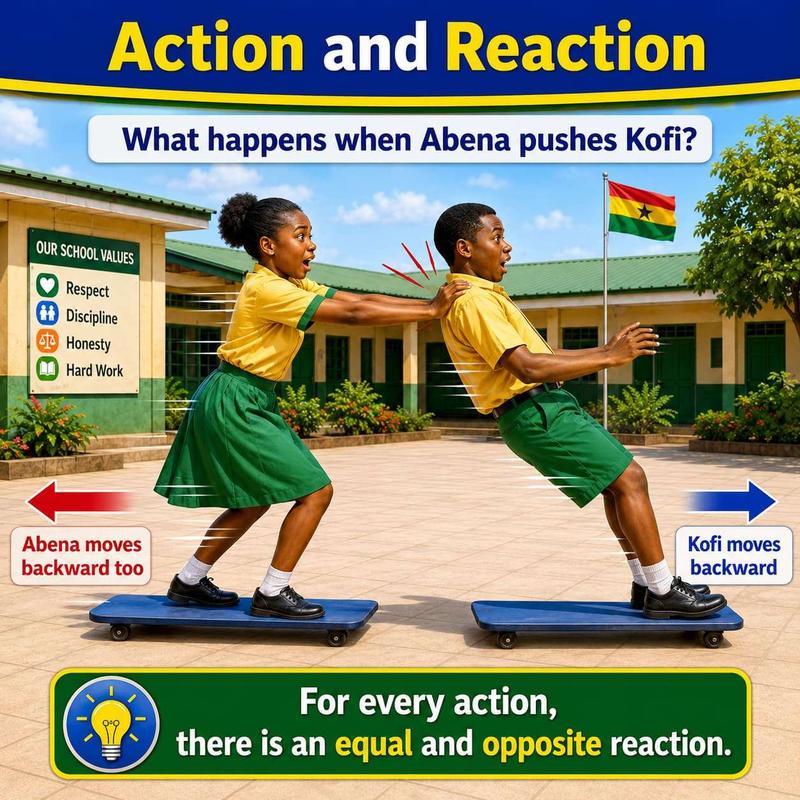 Action and Reaction
What happens when Abena pushes Kofi?
OUR SCHOOL VALUES
Respect
Discipline
Honesty
Hard Work
Abena moves
backward too
Kofi moves
backward
For every action,
there is an equal and opposite reaction.